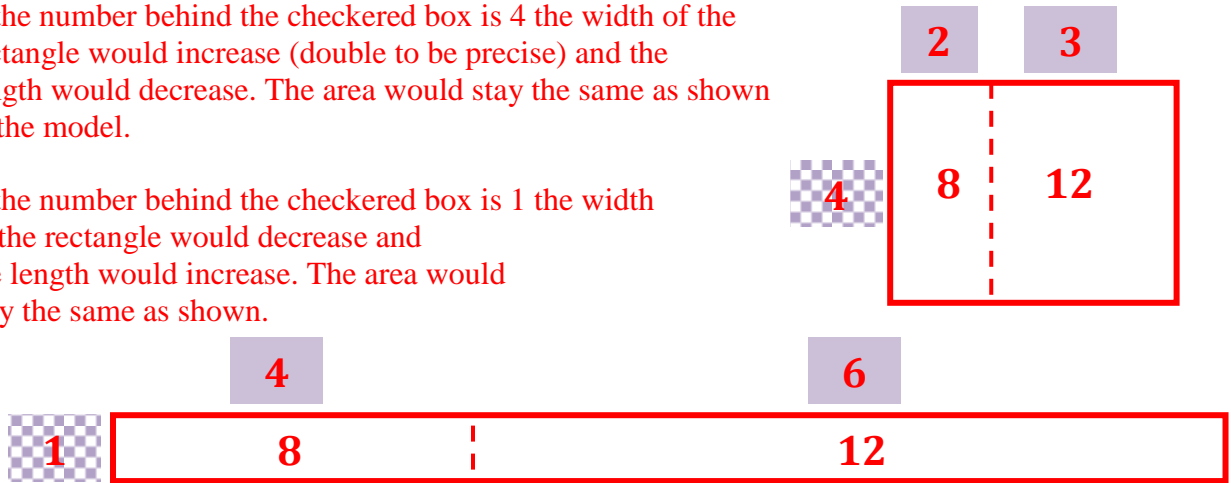 the number behind the checkered box is 4 the width of the
ctangle would increase (double to be precise) and the
ngth would decrease. The area would stay the same as shown
the model.
2 3
4 8 12
the number behind the checkered box is 1 the width
the rectangle would decrease and
e length would increase. The area would
y the same as shown.
4 6
1 8 12